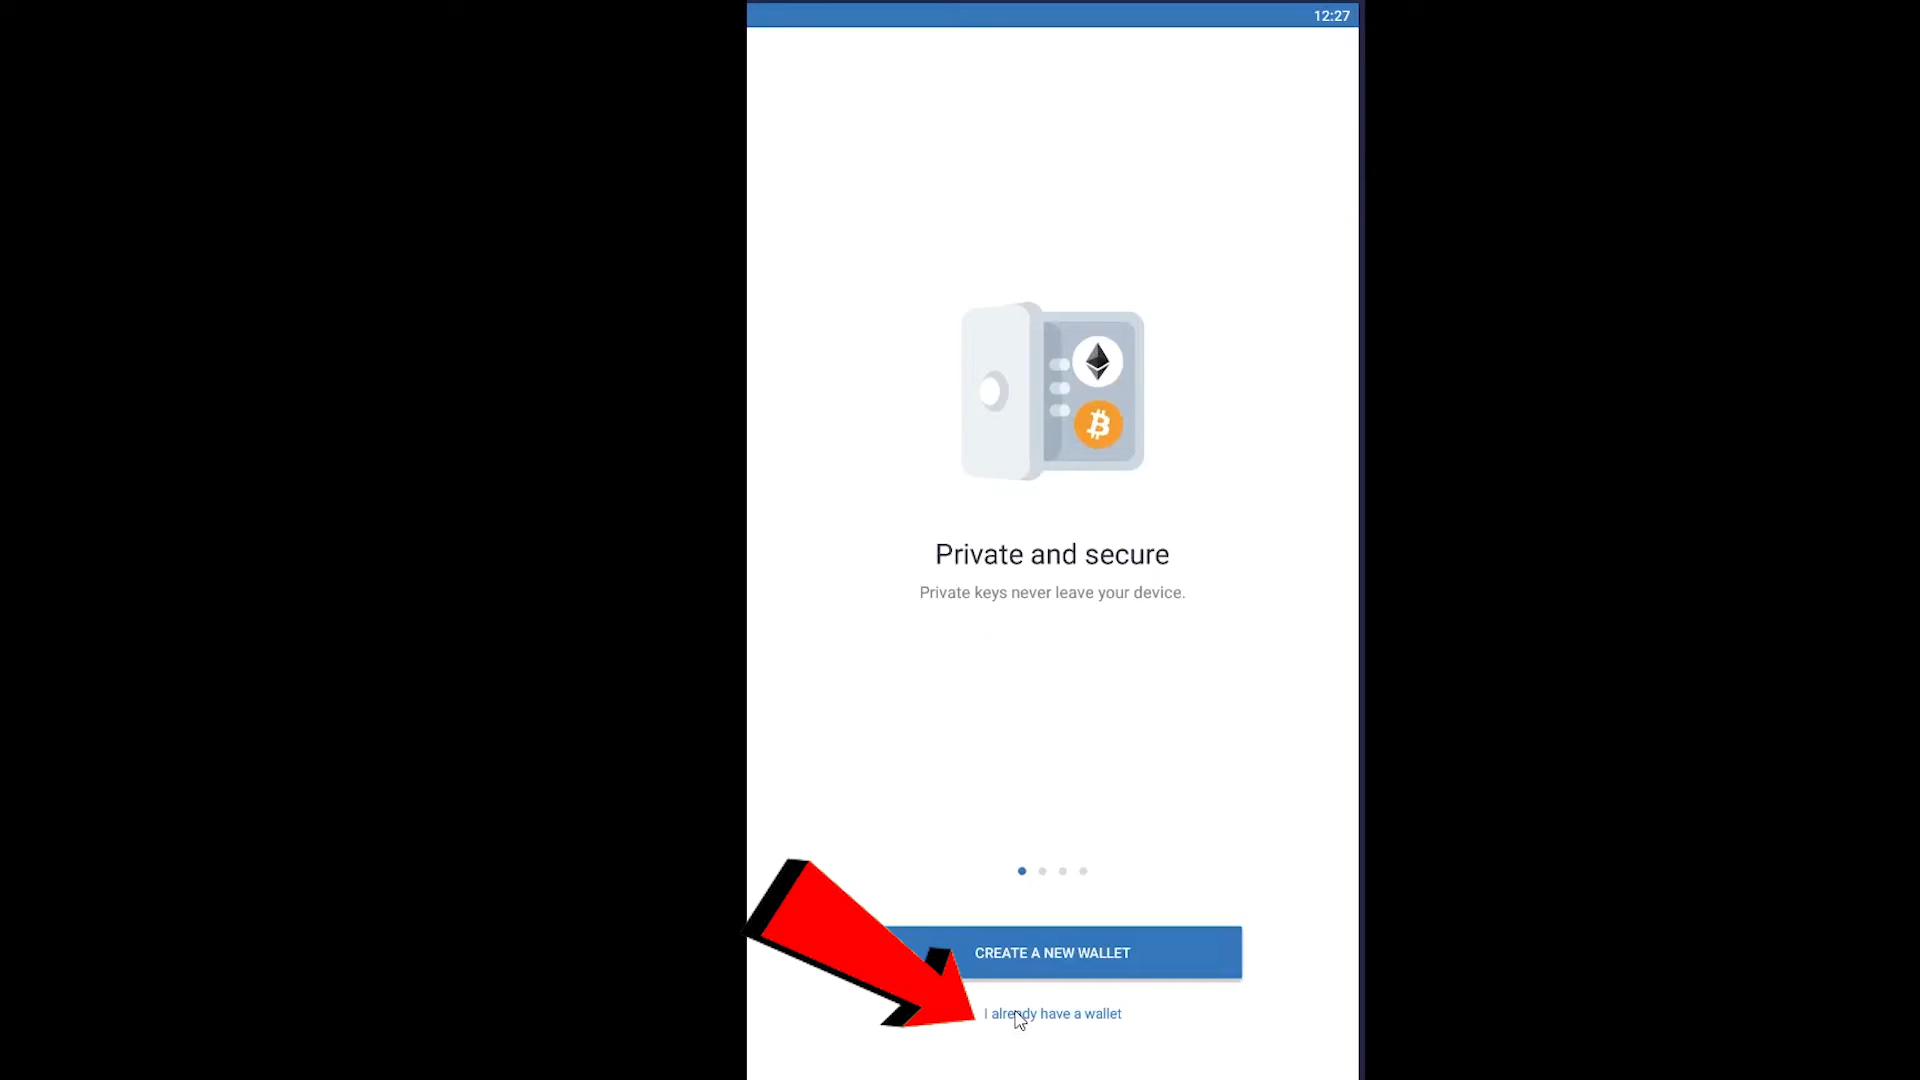 12:27
Private and secure
Private keys never leave your device.
CREATE A NEW WALLET
I already have a wallet